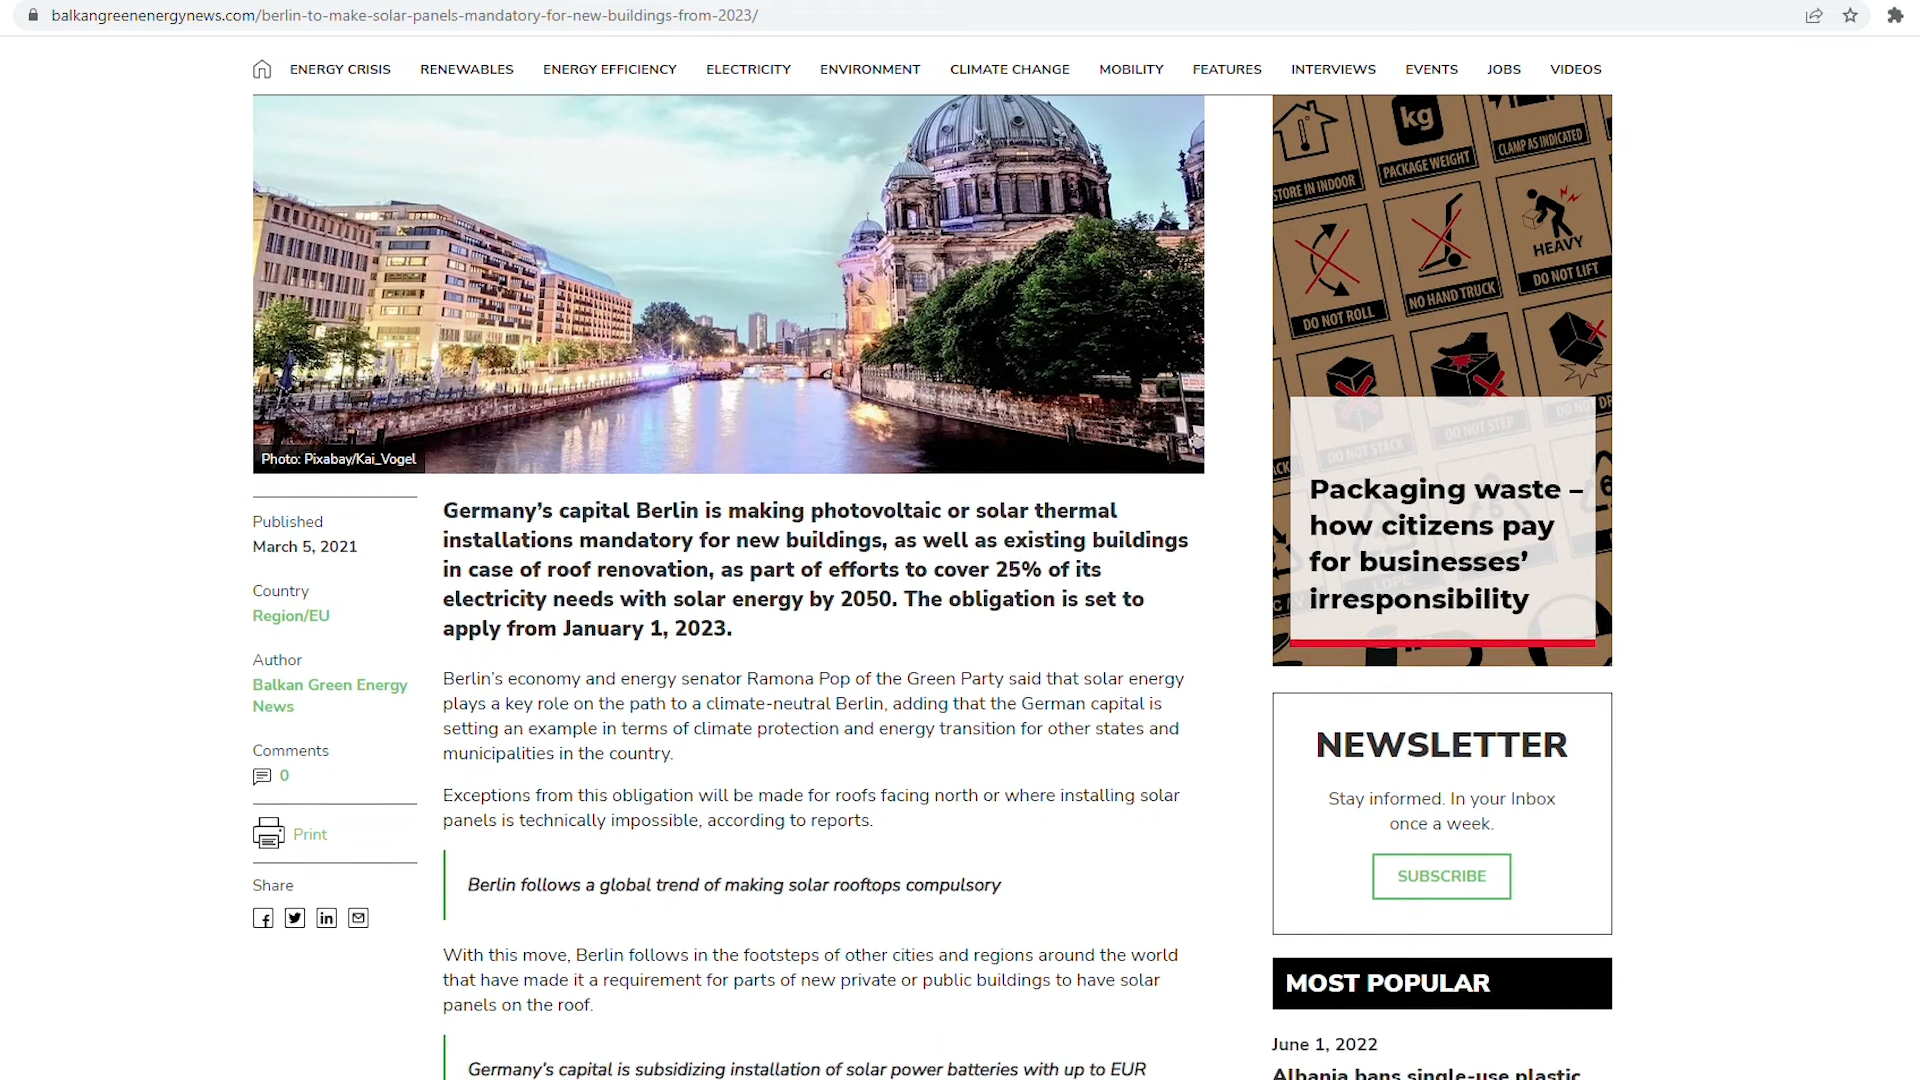 balkangreenenergynews.com/berlin-to-make-solar-panels-mandatory-for-new-buildings-from-2023/
ENERGY CRISIS RENEWABLES ENERGY EFFICIENCY ELECTRICITY ENVIRONMENT CLIMATE CHANGE MOBILITY FEATURES INTERVIEWS EVENTS JOBS VIDEOS
Photo: Pixabay/Kai_Vogel
Published
March 5, 2021
Country
Region/EU
Author
Balkan Green Energy
News
Comments
0
Print
Share
Germany's capital Berlin is making photovoltaic or solar thermal
installations mandatory for new buildings, as well as existing buildings
in case of roof renovation, as part of efforts to cover 25% of its
electricity needs with solar energy by 2050. The obligation is set to
apply from January 1, 2023.
Berlin's economy and energy senator Ramona Pop of the Green Party said that solar energy
plays a key role on the path to a climate-neutral Berlin, adding that the German capital is
setting an example in terms of climate protection and energy transition for other states and
municipalities in the country.
Exceptions from this obligation will be made for roofs facing north or where installing solar
panels is technically impossible, according to reports.
Berlin follows a global trend of making solar rooftops compulsory
With this move, Berlin follows in the footsteps of other cities and regions around the world
that have made it a requirement for parts of new private or public buildings to have solar
panels on the roof.
Germany's capital is subsidizing installation of solar power batteries with up to EUR
kg
STORE IN INDOOR
PACKAGE WEIGHT
CLAMP AS INDICATED
DO NOT ROLL
NO HAND TRUCK
HEAVY
DO NOT LIFT
DO NOT STACK
DO NOT STEP
Packaging waste –
how citizens pay
for businesses'
irresponsibility
NEWSLETTER
Stay informed. In your Inbox
once a week.
SUBSCRIBE
MOST POPULAR
June 1, 2022
Albania bans single-use plastic